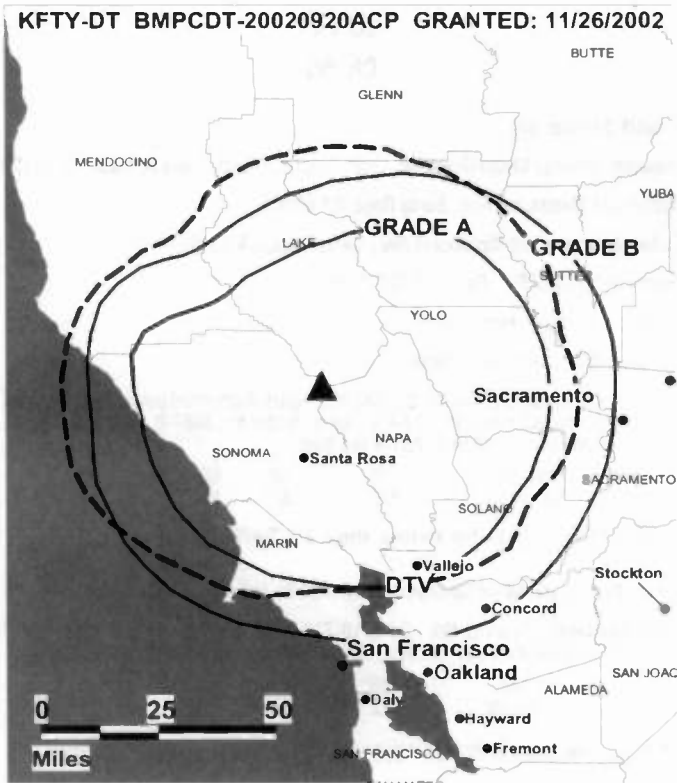 KFTY-DT BMPCDT-20020920ACP GRANTED: 11/26/2002
BUTTE
GLENN
MENDOCINO
YUBA
GRADE A
LAKE
GRADE B
SUTTER
YOLO
Sacramento
NAPA
SONOMA
Santa Rosa
SACRAMENTO
SOLANO
MARIN
Vallejo
DTV
Stockton
Concord
San Francisco
Oakland
SAN JOAQ
ALAMEDA
0 25 50
Daly
Hayward
Miles
SAN FRANCISCO
Fremont